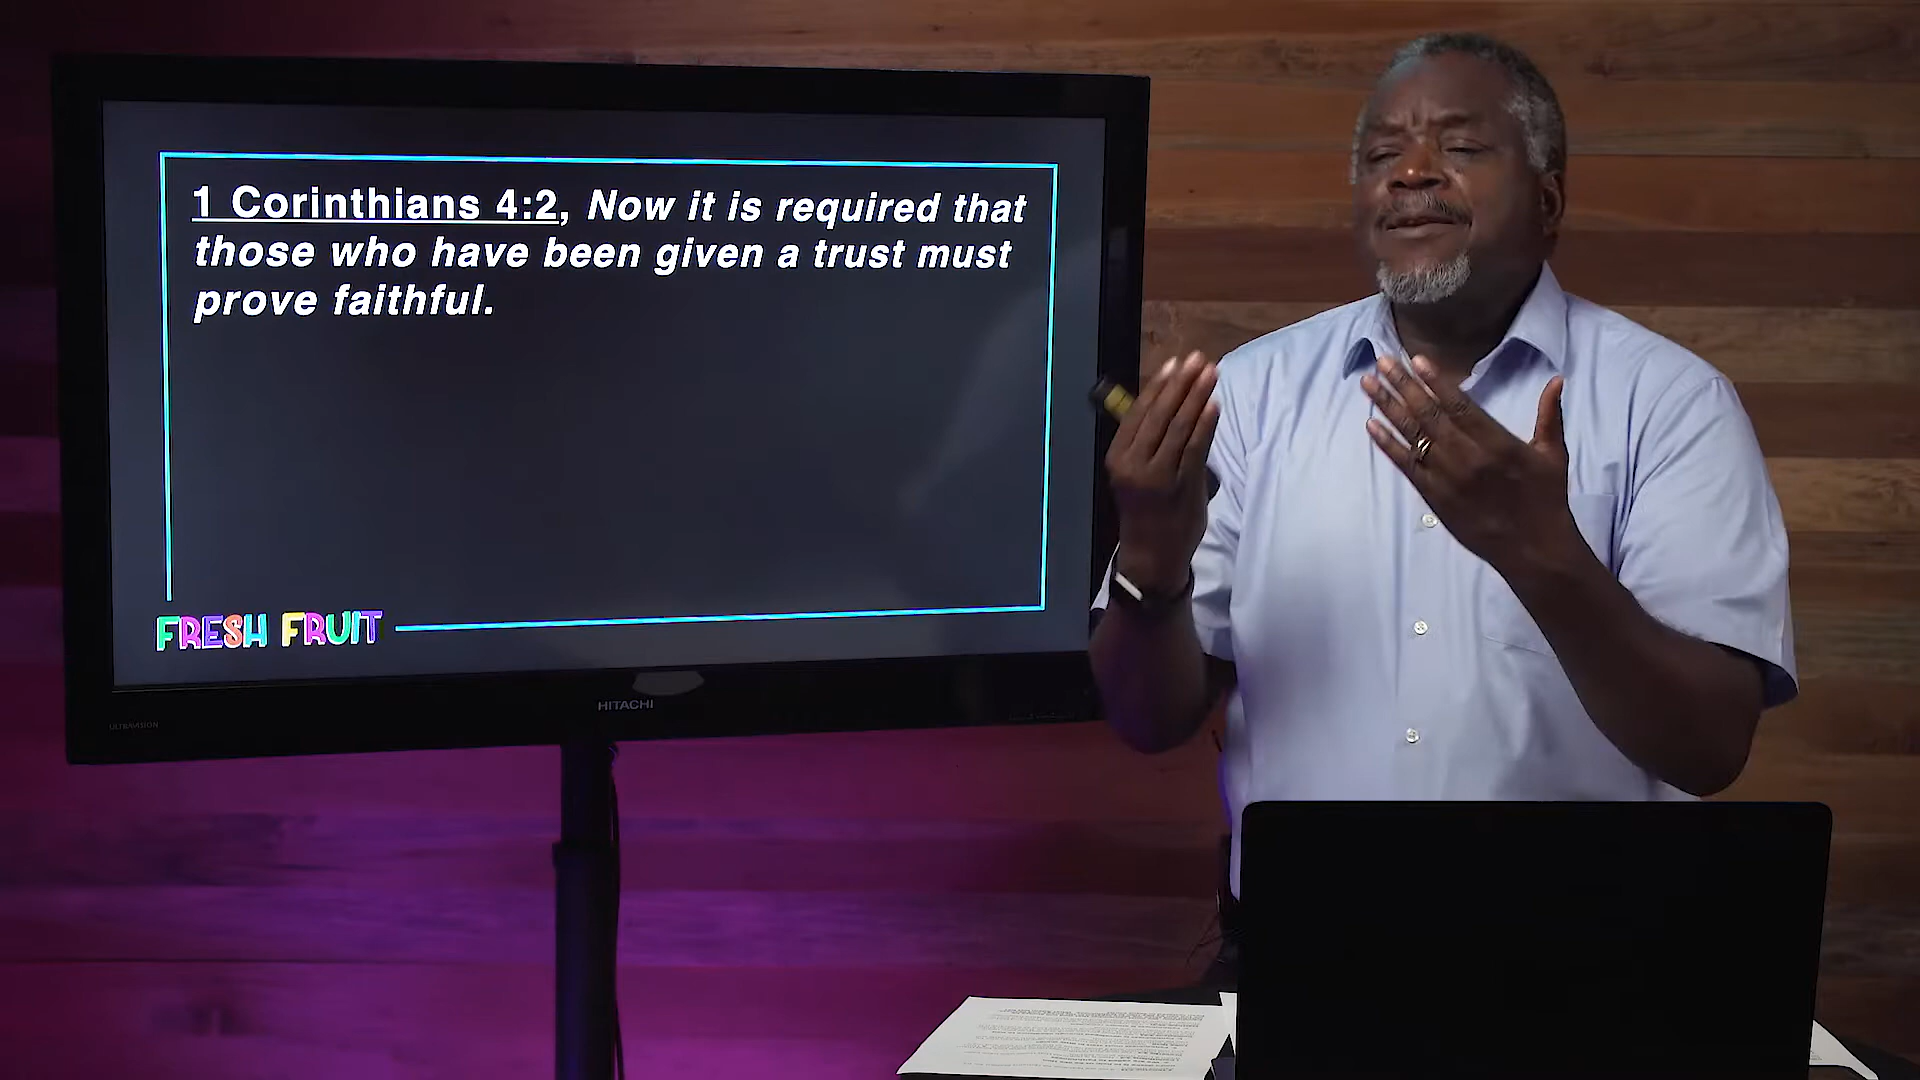 1 Corinthians 4:2, Now it is required that
those who have been given a trust must
prove faithful.
FRESH FRUIT
HITACHI
ULTRAVISION